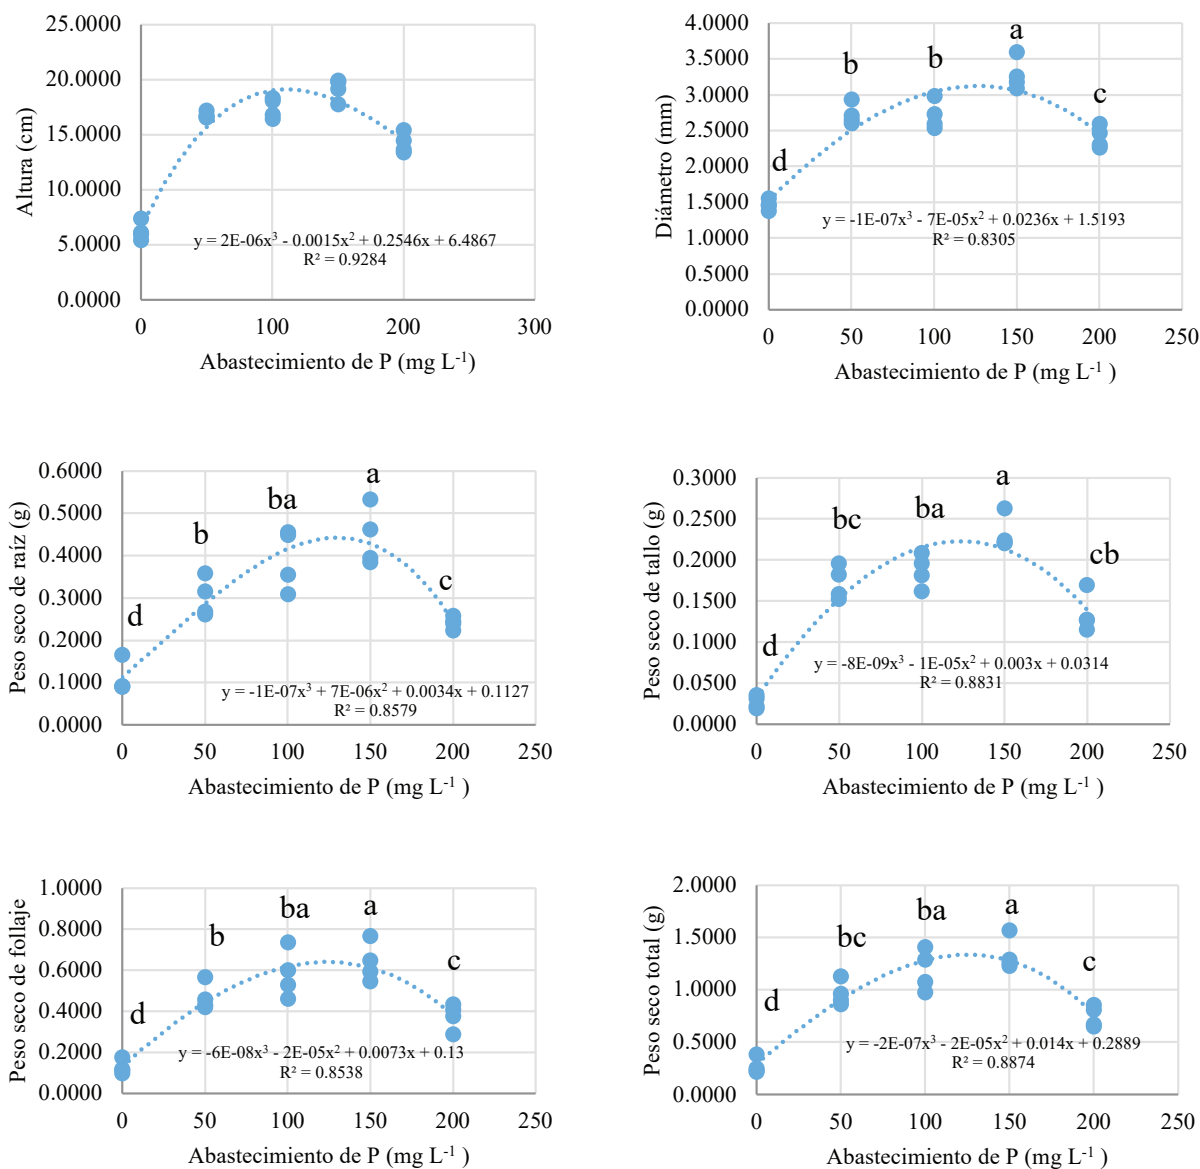 Altura (cm)
25.0000
20.0000
15.0000
10.0000
5.0000
0.0000
y = 2E-06x³ - 0.0015x² + 0.2546x + 6.4867
R² = 0.9284
0 100 200 300
Abastecimiento de P (mg L⁻¹)
Diámetro (mm)
4.0000
3.5000
3.0000
2.5000
2.0000
1.5000
1.0000
0.5000
0.0000
d b b a c
y = -1E-07x³ - 7E-05x² + 0.0236x + 1.5193
R² = 0.8305
0 50 100 150 200 250
Abastecimiento de P (mg L⁻¹ )
Peso seco de raíz (g)
0.6000
0.5000
0.4000
0.3000
0.2000
0.1000
0.0000
d b ba a c
y = -1E-07x³ + 7E-06x² + 0.0034x + 0.1127
R² = 0.8579
0 50 100 150 200 250
Abastecimiento de P (mg L⁻¹ )
Peso seco de tallo (g)
0.3000
0.2500
0.2000
0.1500
0.1000
0.0500
0.0000
d bc ba a cb
y = -8E-09x³ - 1E-05x² + 0.003x + 0.0314
R² = 0.8831
0 50 100 150 200 250
Abastecimiento de P (mg L⁻¹ )
Peso seco de follaje
1.0000
0.8000
0.6000
0.4000
0.2000
0.0000
d b ba a c
y = -6E-08x³ - 2E-05x² + 0.0073x + 0.13
R² = 0.8538
0 50 100 150 200 250
Abastecimiento de P (mg L⁻¹ )
Peso seco total (g)
2.0000
1.5000
1.0000
0.5000
0.0000
d bc ba a c
y = -2E-07x³ - 2E-05x² + 0.014x + 0.2889
R² = 0.8874
0 50 100 150 200 250
Abastecimiento de P (mg L⁻¹ )